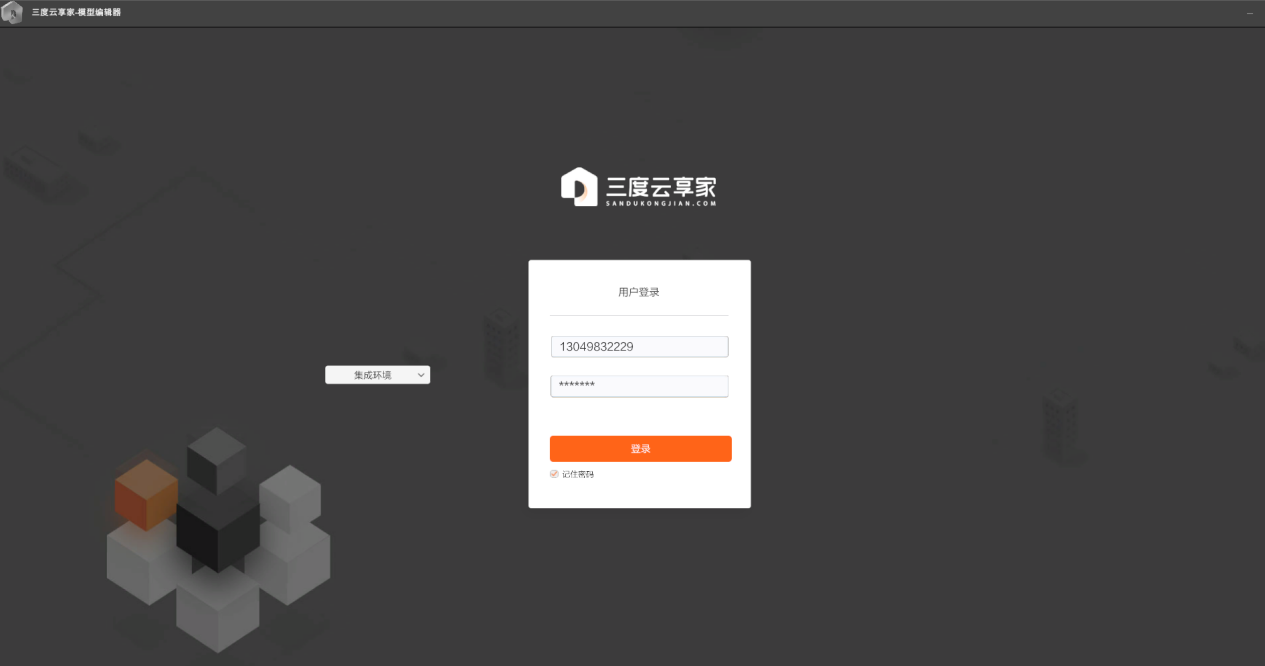 三度云享家-模型编辑器
三度云享家
SANDUKONGJIAN.COM
用户登录
13049832229
集成环境
*******
登录
记住密码